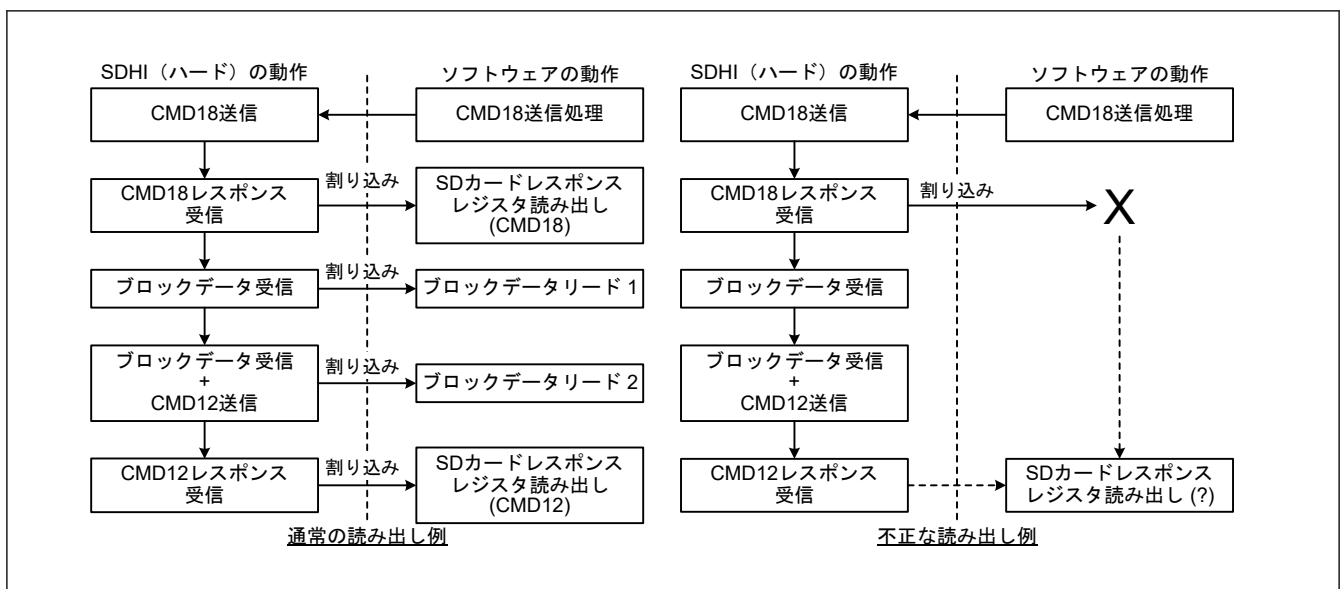 SDHI（ハード）の動作
ソフトウェアの動作
CMD18送信
CMD18送信処理
CMD18レスポンス
受信
割り込み
SDカードレスポンス
レジスタ読み出し
(CMD18)
ブロックデータ受信
割り込み
ブロックデータリード 1
ブロックデータ受信
+
CMD12送信
割り込み
ブロックデータリード 2
CMD12レスポンス
受信
割り込み
SDカードレスポンス
レジスタ読み出し
(CMD12)
通常の読み出し例
SDHI（ハード）の動作
ソフトウェアの動作
CMD18送信
CMD18送信処理
CMD18レスポンス
受信
割り込み
X
ブロックデータ受信
ブロックデータ受信
+
CMD12送信
CMD12レスポンス
受信
SDカードレスポンス
レジスタ読み出し (?)
不正な読み出し例